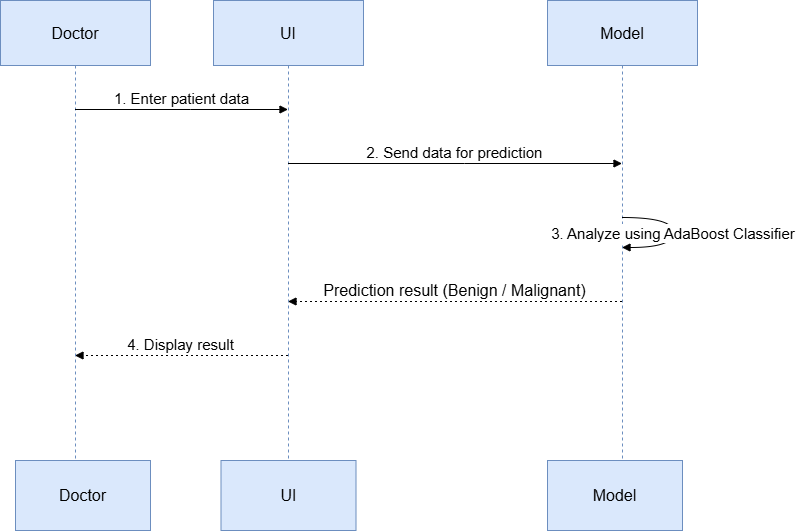 Doctor
UI
Model
1. Enter patient data
2. Send data for prediction
3. Analyze using AdaBoost Classifier
Prediction result (Benign / Malignant)
4. Display result
Doctor
UI
Model